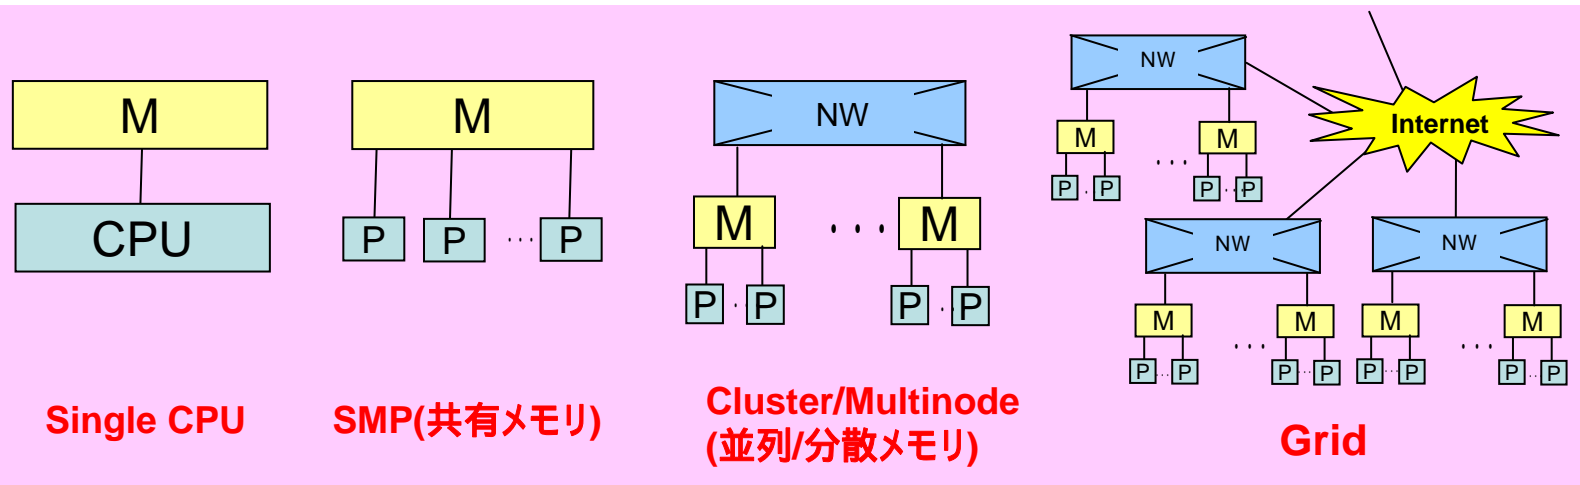 M
CPU
Single CPU
M
P P ... P
SMP(共有メモリ)
NW
M ... M
P ... P P ... P
Cluster/Multinode
(並列/分散メモリ)
NW
M ... M
P . P P ... P
Internet
NW
M ... M
P ... P P ... P
NW
M ... M
P ... P P ... P
Grid